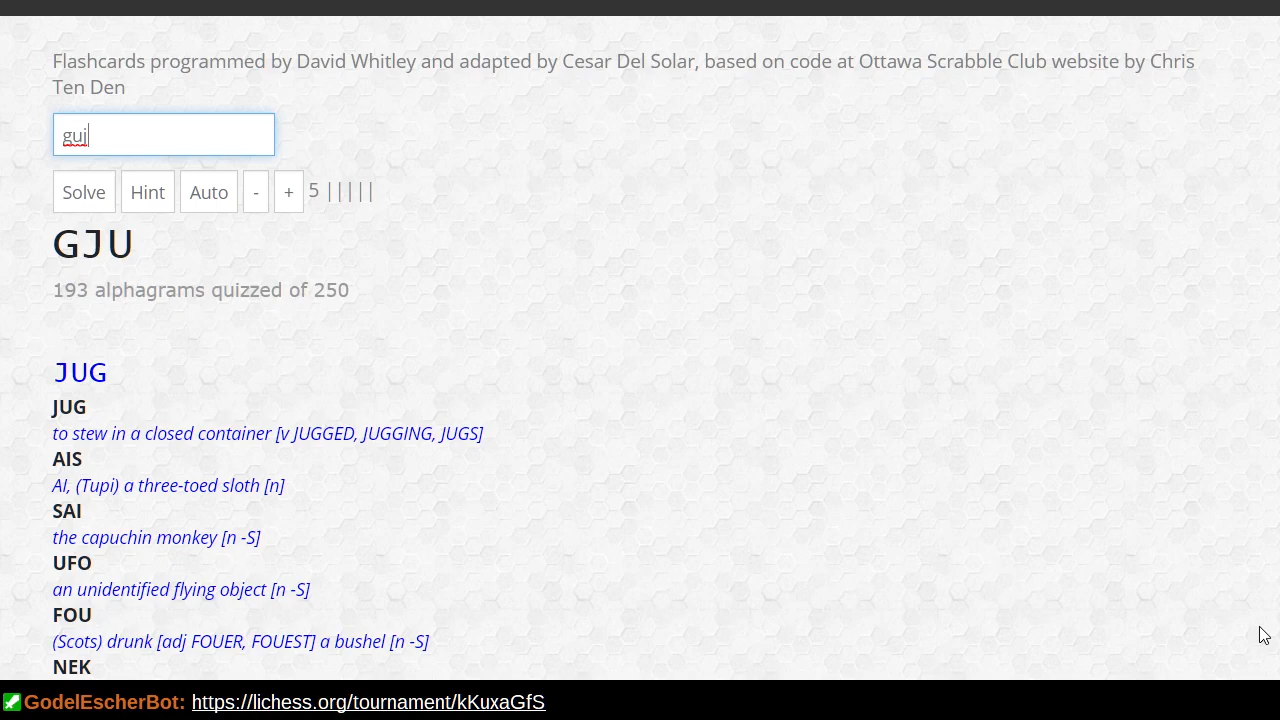 Flashcards programmed by David Whitley and adapted by Cesar Del Solar, based on code at Ottawa Scrabble Club website by Chris
Ten Den
guj
Solve Hint Auto - + 5 |||||
GJU
193 alphagrams quizzed of 250
JUG
JUG
to stew in a closed container [v JUGGED, JUGGING, JUGS]
AIS
AI, (Tupi) a three-toed sloth [n]
SAI
the capuchin monkey [n -S]
UFO
an unidentified flying object [n -S]
FOU
(Scots) drunk [adj FOUER, FOUEST] a bushel [n -S]
NEK
GodelEscherBot: https://lichess.org/tournament/kKuxaGfS